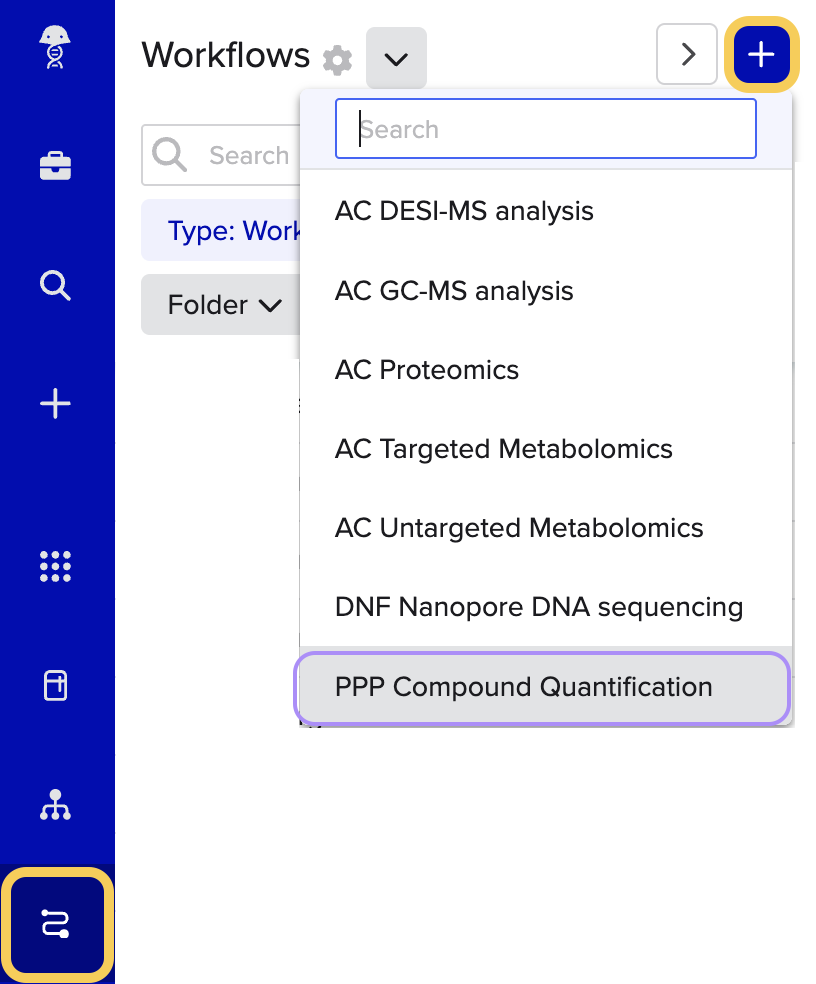 Workflows
Search
Search
Type: Work
Folder
AC DESI-MS analysis
AC GC-MS analysis
AC Proteomics
AC Targeted Metabolomics
AC Untargeted Metabolomics
DNF Nanopore DNA sequencing
PPP Compound Quantification